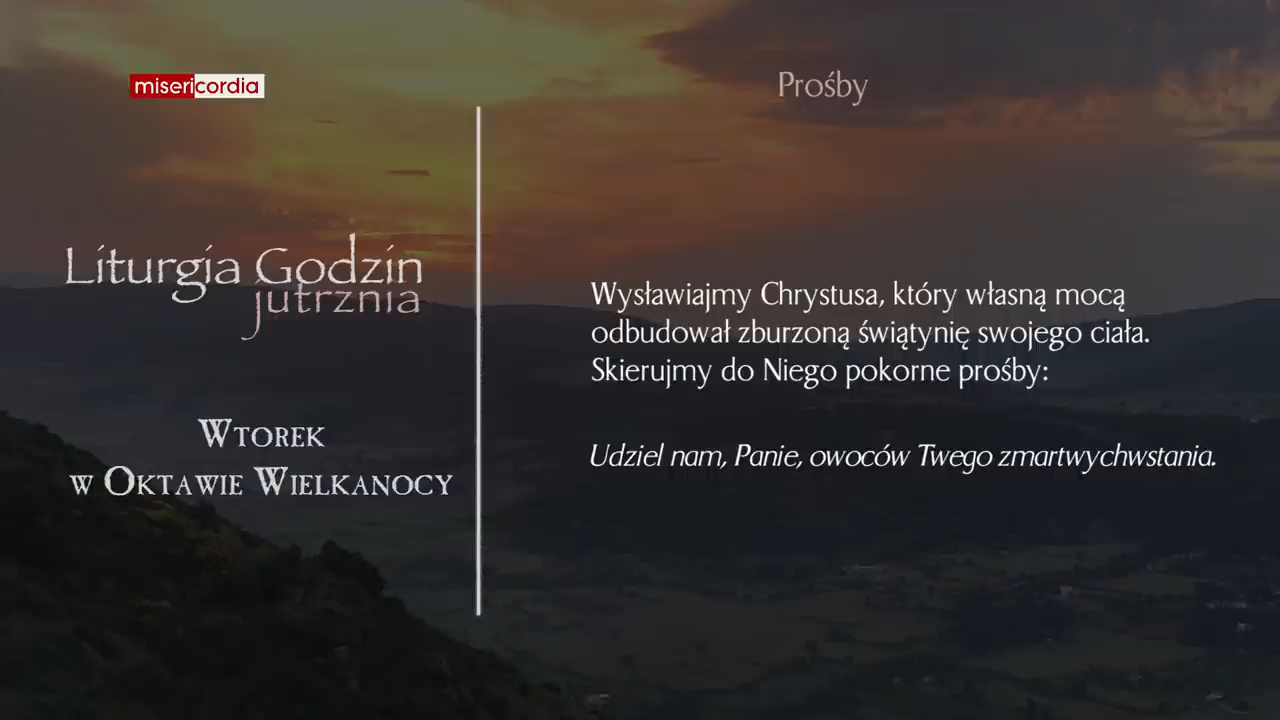 misericordia
Prośby
Liturgia Godzin
jutrznia
Wtorek
w Oktawie Wielkanocy
Wysławiajmy Chrystusa, który własną mocą
odbudował zburzoną świątynię swojego ciała.
Skierujmy do Niego pokorne prośby:
Udziel nam, Panie, owoców Twego zmartwychwstania.